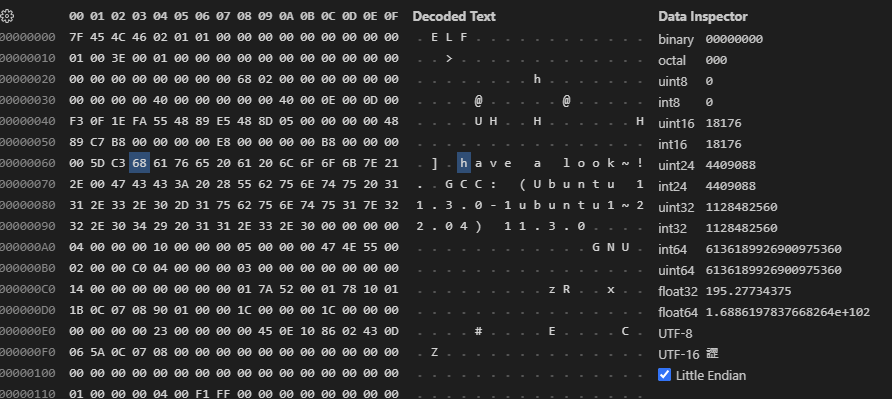 00 01 02 03 04 05 06 07 08 09 0A 0B 0C 0D 0E 0F Decoded Text Data Inspector
00000000 7F 45 4C 46 02 01 01 00 00 00 00 00 00 00 00 00 . E L F . . . . . . . . . . . .
00000010 01 00 3E 00 01 00 00 00 00 00 00 00 00 00 00 00 . . > . . . . . . . . . . . . .
00000020 00 00 00 00 00 00 00 00 68 02 00 00 00 00 00 00 . . . . . . . . h . . . . . . .
00000030 00 00 00 00 40 00 00 00 00 00 40 00 0E 00 0D 00 . . . . @ . . . . . @ . . . . .
00000040 F3 0F 1E FA 55 48 89 E5 48 8D 05 00 00 00 00 48 . . . . U H . . H . . . . . . H
00000050 89 C7 B8 00 00 00 00 E8 00 00 00 00 B8 00 00 00 . . . . . . . . . . . . . . . .
00000060 00 5D C3 68 61 76 65 20 61 20 6C 6F 6F 6B 7E 21 . ] . h a v e a l o o k ~ !
00000070 2E 00 47 43 43 3A 20 28 55 62 75 6E 74 75 20 31 . . G C C : ( U b u n t u 1
00000080 31 2E 33 2E 30 2D 31 75 62 75 6E 74 75 31 7E 32 1 . 3 . 0 - 1 u b u n t u 1 ~ 2
00000090 32 2E 30 34 29 20 31 31 2E 33 2E 30 00 00 00 00 2 . 0 4 ) 1 1 . 3 . 0 . . . .
000000A0 04 00 00 00 10 00 00 00 05 00 00 00 47 4E 55 00 . . . . . . . . . . . . G N U .
000000B0 02 00 00 C0 04 00 00 00 03 00 00 00 00 00 00 00 . . . . . . . . . . . . . . . .
000000C0 14 00 00 00 00 00 00 00 01 7A 52 00 01 78 10 01 . . . . . . . . . z R . . x . .
000000D0 1B 0C 07 08 90 01 00 00 1C 00 00 00 1C 00 00 00 . . . . . . . . . . . . . . . .
000000E0 00 00 00 00 23 00 00 00 00 45 0E 10 86 02 43 0D . . . . # . . . . E . . . . C .
000000F0 06 5A 0C 07 08 00 00 00 00 00 00 00 00 00 00 00 . Z . . . . . . . . . . . . . .
00000100 00 00 00 00 00 00 00 00 00 00 00 00 00 00 00 00 . . . . . . . . . . . . . . . .
00000110 01 00 00 00 04 00 F1 FF 00 00 00 00 00 00 00 00 . . . . . . . . . . . . . . . .
binary 00000000
octal 000
uint8 0
int8 0
uint16 18176
int16 18176
uint24 4409088
int24 4409088
uint32 1128482560
int32 1128482560
int64 6136189926900975360
uint64 6136189926900975360
float32 195.27734375
float64 1.6886197837668264e+102
UTF-8
UTF-16
Little Endian